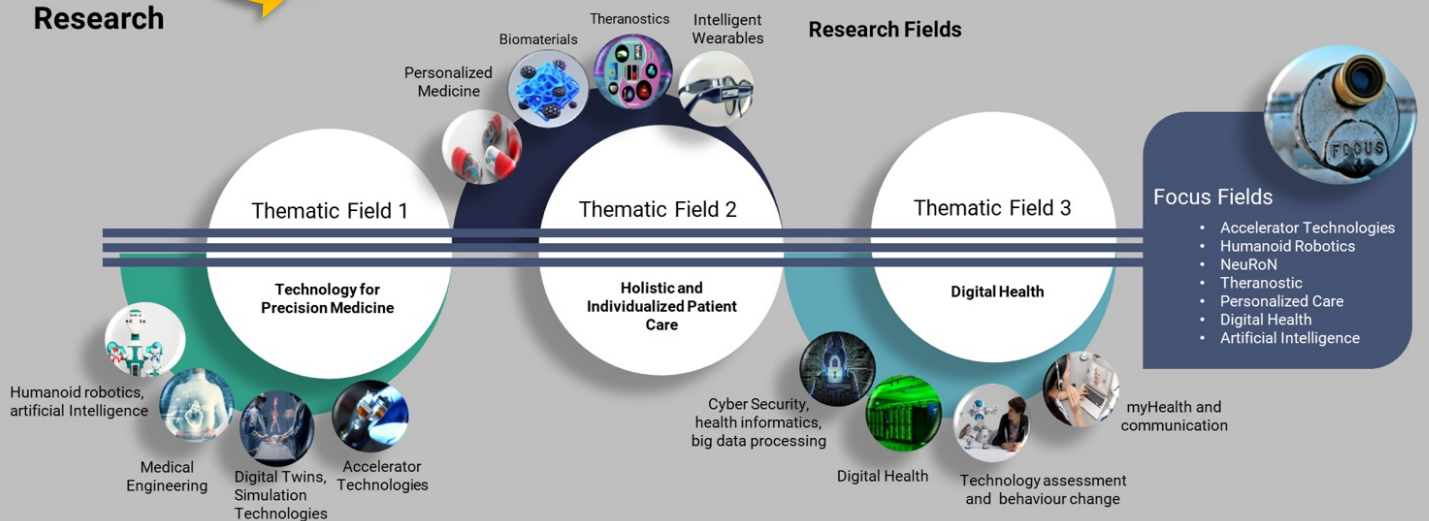 Research
Research Fields
Thematic Field 1
Technology for
Precision Medicine
Humanoid robotics,
artificial Intelligence
Medical
Engineering
Digital Twins,
Simulation
Technologies
Accelerator
Technologies
Personalized
Medicine
Biomaterials
Theranostics
Intelligent
Wearables
Thematic Field 2
Holistic and
Individualized Patient
Care
Thematic Field 3
Digital Health
Cyber Security,
health informatics,
big data processing
Digital Health
Technology assessment
and behaviour change
myHealth and
communication
FOCUS
Focus Fields
• Accelerator Technologies
• Humanoid Robotics
• NeuRoN
• Theranostic
• Personalized Care
• Digital Health
• Artificial Intelligence